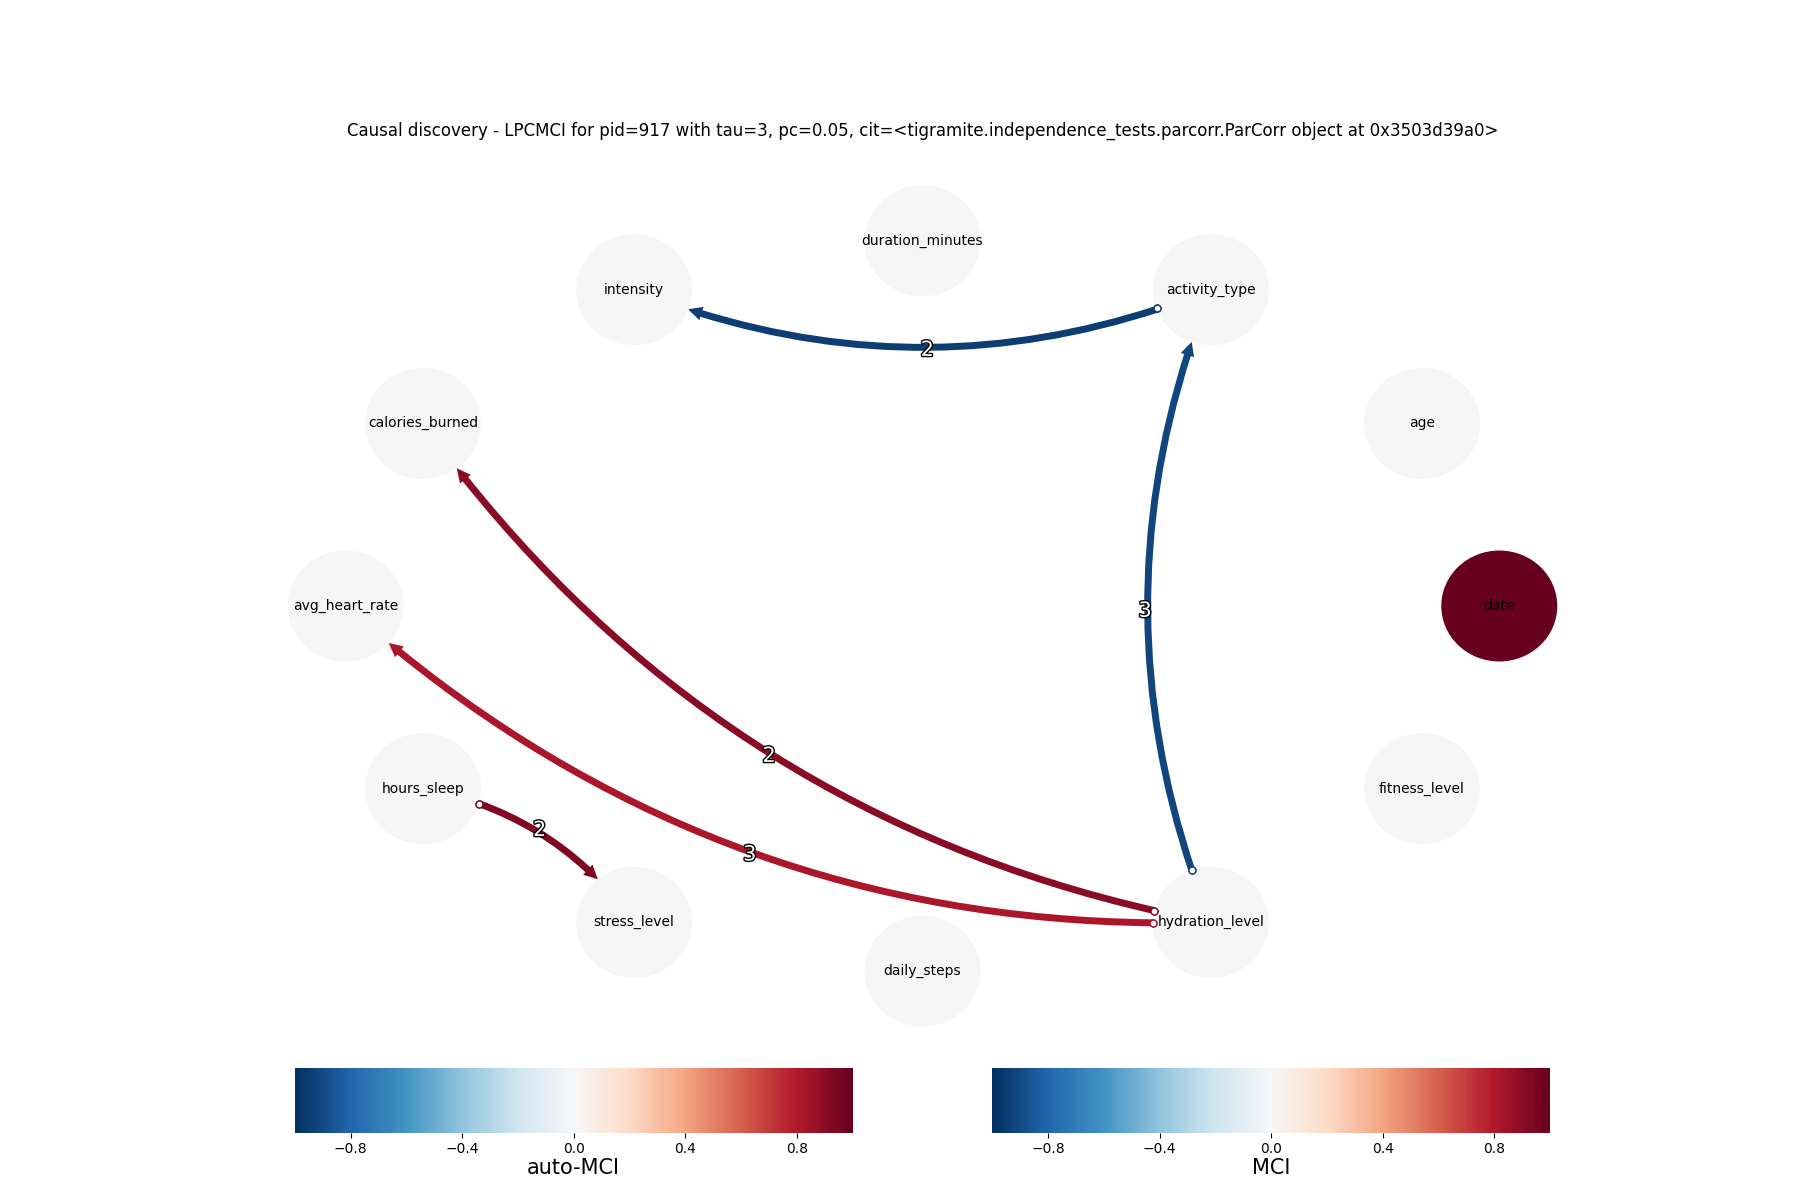 Causal discovery - LPCMCI for pid=917 with tau=3, pc=0.05, cit=<tigramite.independence_tests.parcorr.ParCorr object at 0x3503d39a0>
duration_minutes
intensity
activity_type
2
calories_burned
age
avg_heart_rate
3
date
2
hours_sleep
fitness_level
2
3
stress_level
hydration_level
daily_steps
−0.8 −0.4 0.0 0.4 0.8
auto-MCI
−0.8 −0.4 0.0 0.4 0.8
MCI